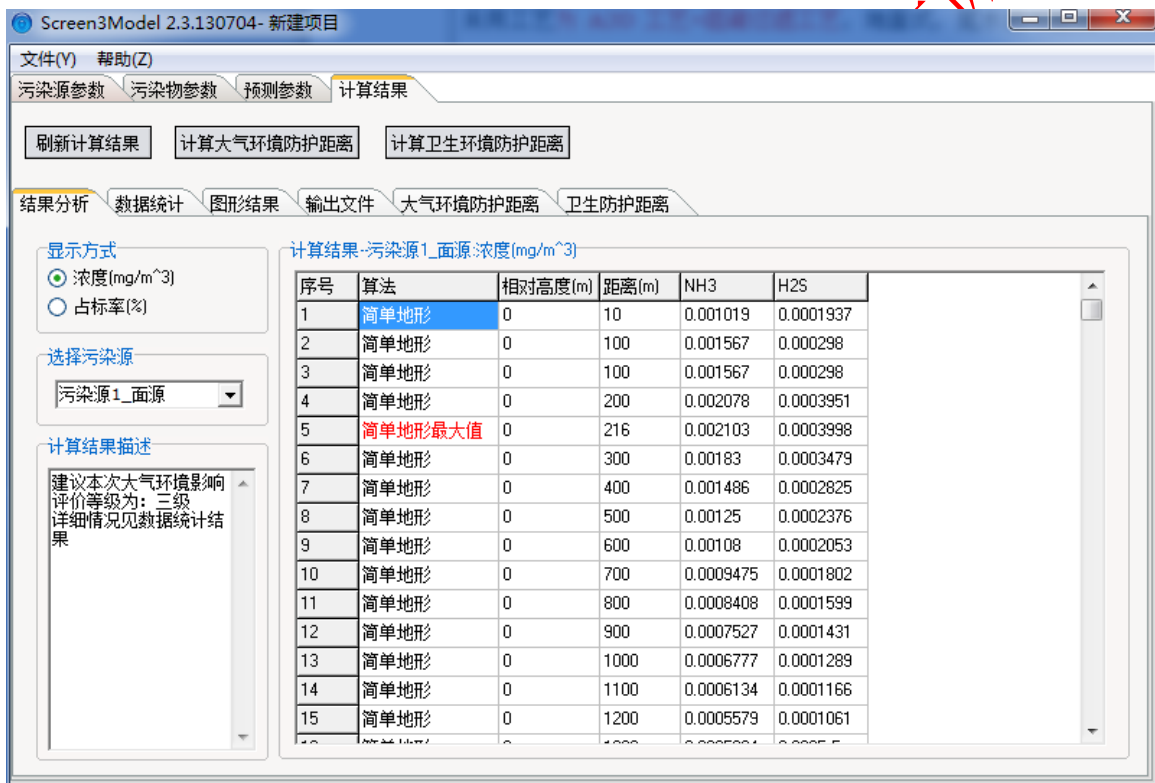 Screen3Model 2.3.130704- 新建项目
文件(Y) 帮助(Z)
污染源参数 污染物参数 预测参数 计算结果
刷新计算结果 计算大气环境防护距离 计算卫生环境防护距离
结果分析 数据统计 图形结果 输出文件 大气环境防护距离 卫生防护距离
显示方式
浓度(mg/m^3)
占标率(%)
选择污染源
污染源1_面源
计算结果描述
建议本次大气环境影响
评价等级为：三级
详细情况见数据统计结
果
计算结果-污染源1_面源:浓度(mg/m^3)
序号 算法 相对高度(m) 距离(m) NH3 H2S
1 简单地形 0 10 0.001019 0.0001937
2 简单地形 0 100 0.001567 0.000298
3 简单地形 0 100 0.001567 0.000298
4 简单地形 0 200 0.002078 0.0003951
5 简单地形最大值 0 216 0.002103 0.0003998
6 简单地形 0 300 0.00183 0.0003479
7 简单地形 0 400 0.001486 0.0002825
8 简单地形 0 500 0.00125 0.0002376
9 简单地形 0 600 0.00108 0.0002053
10 简单地形 0 700 0.0009475 0.0001802
11 简单地形 0 800 0.0008408 0.0001599
12 简单地形 0 900 0.0007527 0.0001431
13 简单地形 0 1000 0.0006777 0.0001289
14 简单地形 0 1100 0.0006134 0.0001166
15 简单地形 0 1200 0.0005579 0.0001061